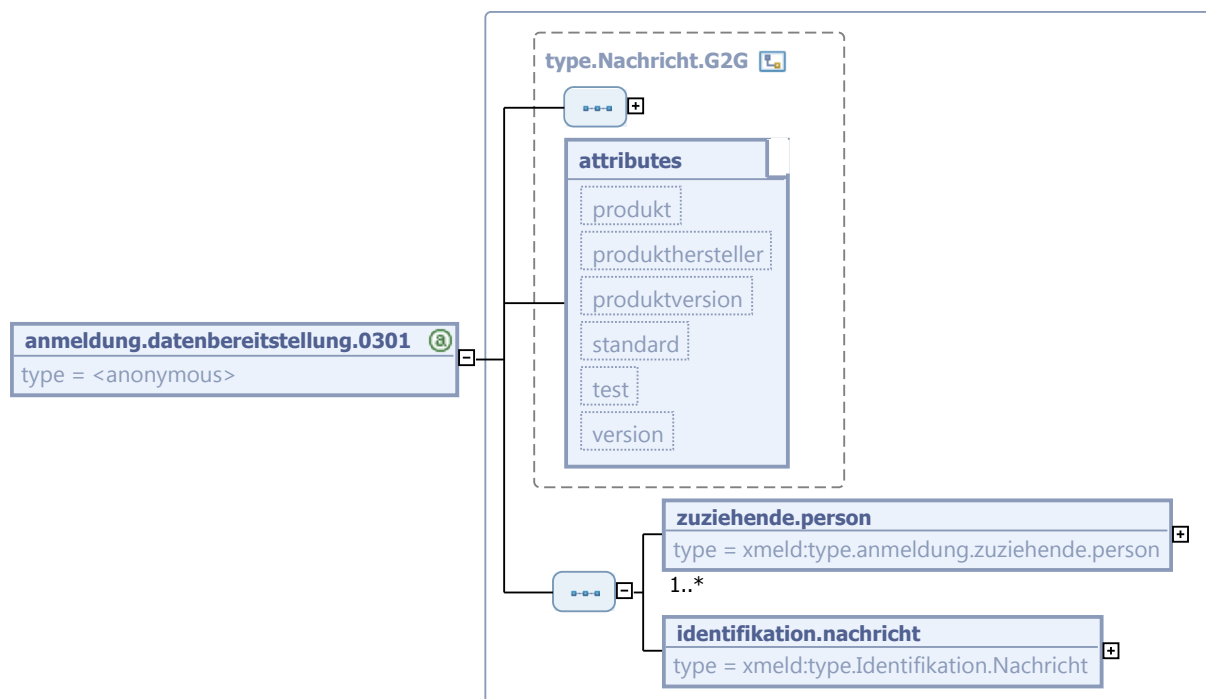 type.Nachricht.G2G
attributes
produkt
produkthersteller
produktversion
standard
test
version
anmeldung.datenbereitstellung.0301 a
type = <anonymous>
zuziehende.person
type = xmeld:type.anmeldung.zuziehende.person
1..*
identifikation.nachricht
type = xmeld:type.Identifikation.Nachricht